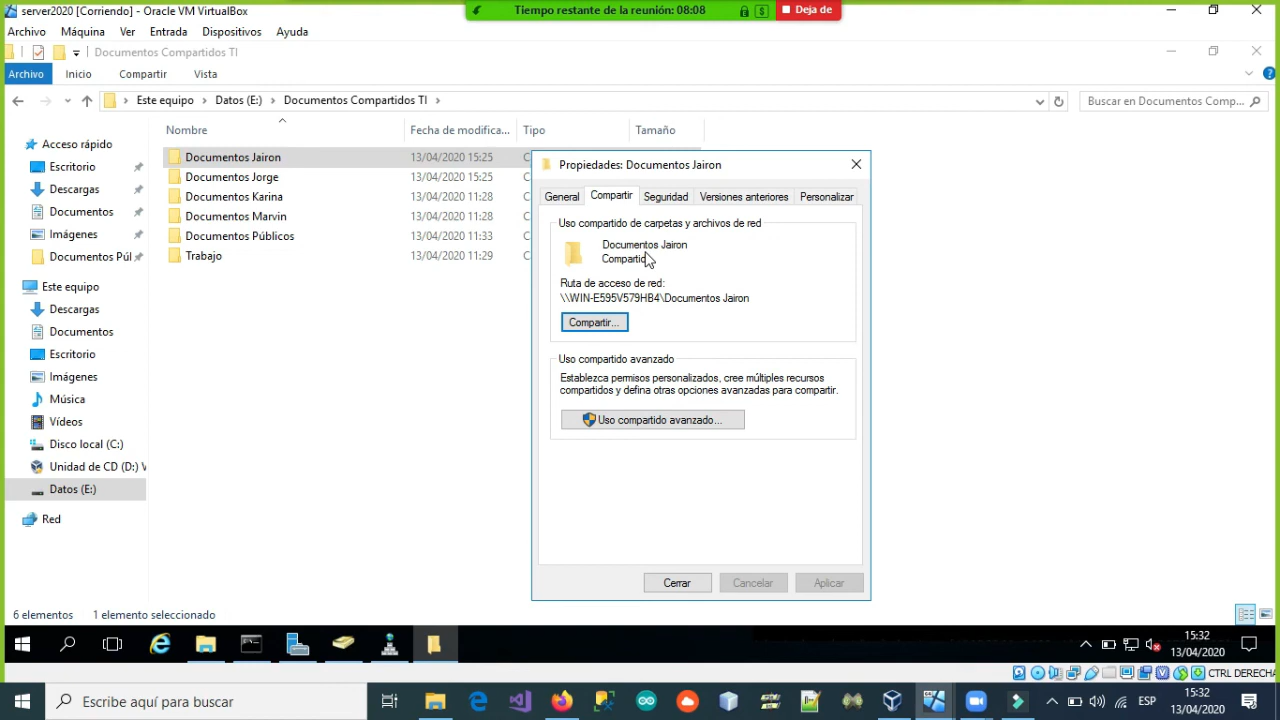 server2020 [Corriendo] - Oracle VM VirtualBox
Tiempo restante de la reunión: 08:08
Deja de
Archivo Máquina Ver Entrada Dispositivos Ayuda
Documentos Compartidos TI
Archivo Inicio Compartir Vista
Este equipo > Datos (E:) > Documentos Compartidos TI >
Buscar en Documentos Comp...
Nombre Fecha de modifica... Tipo Tamaño
Acceso rápido
Escritorio
Descargas
Documentos
Imágenes
Documentos Púl
Este equipo
Descargas
Documentos
Escritorio
Imágenes
Música
Vídeos
Disco local (C:)
Unidad de CD (D:) V
Datos (E:)
Red
Documentos Jairon 13/04/2020 15:25 C
Documentos Jorge 13/04/2020 15:25 C
Documentos Karina 13/04/2020 11:28 C
Documentos Marvin 13/04/2020 11:28 C
Documentos Públicos 13/04/2020 11:33 C
Trabajo 13/04/2020 11:29 C
Propiedades: Documentos Jairon
General Compartir Seguridad Versiones anteriores Personalizar
Uso compartido de carpetas y archivos de red
Documentos Jairon
Ruta de acceso de red:
\\WIN-E595V579HB4\Documentos Jairon
Compartir...
Uso compartido avanzado
Establezca permisos personalizados, cree múltiples recursos
compartidos y defina otras opciones avanzadas para compartir.
Uso compartido avanzado...
Cerrar Cancelar Aplicar
6 elementos 1 elemento seleccionado
15:32
13/04/2020
CTRL DERECHA
Escribe aquí para buscar
ESP
15:32
13/04/2020